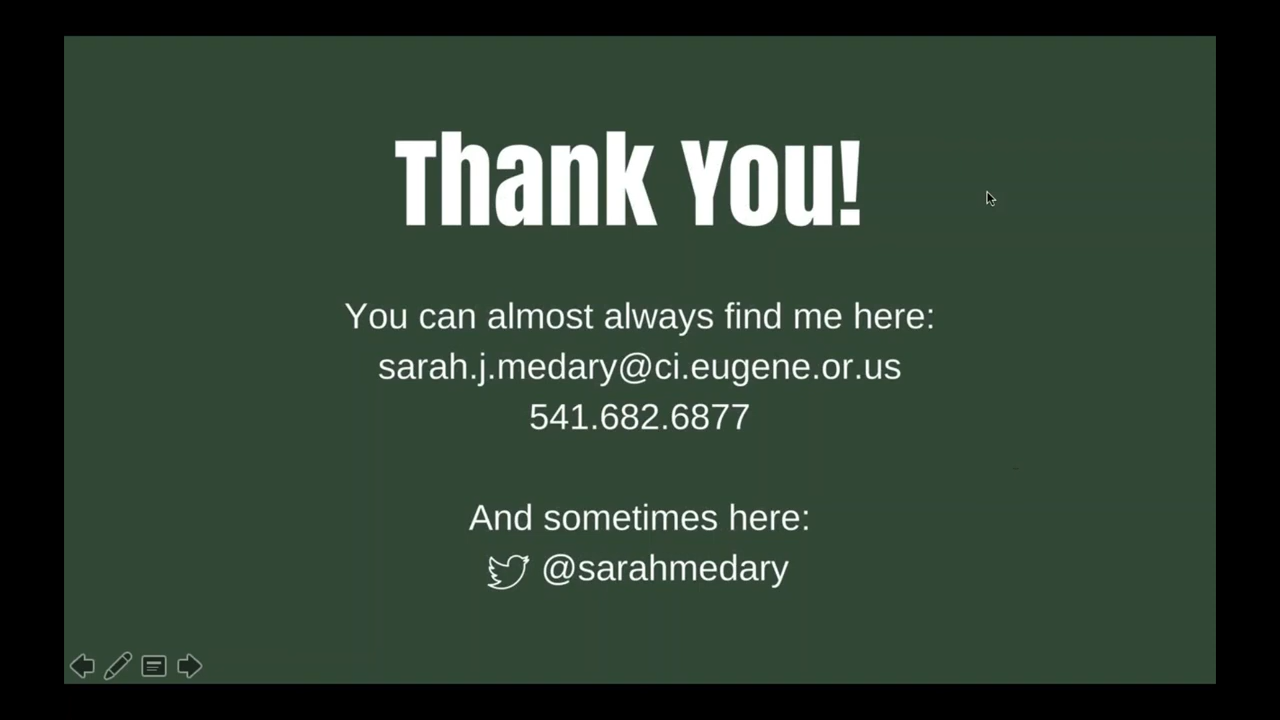 Thank You!
You can almost always find me here:
sarah.j.medary@ci.eugene.or.us
541.682.6877
And sometimes here:
@sarahmedary